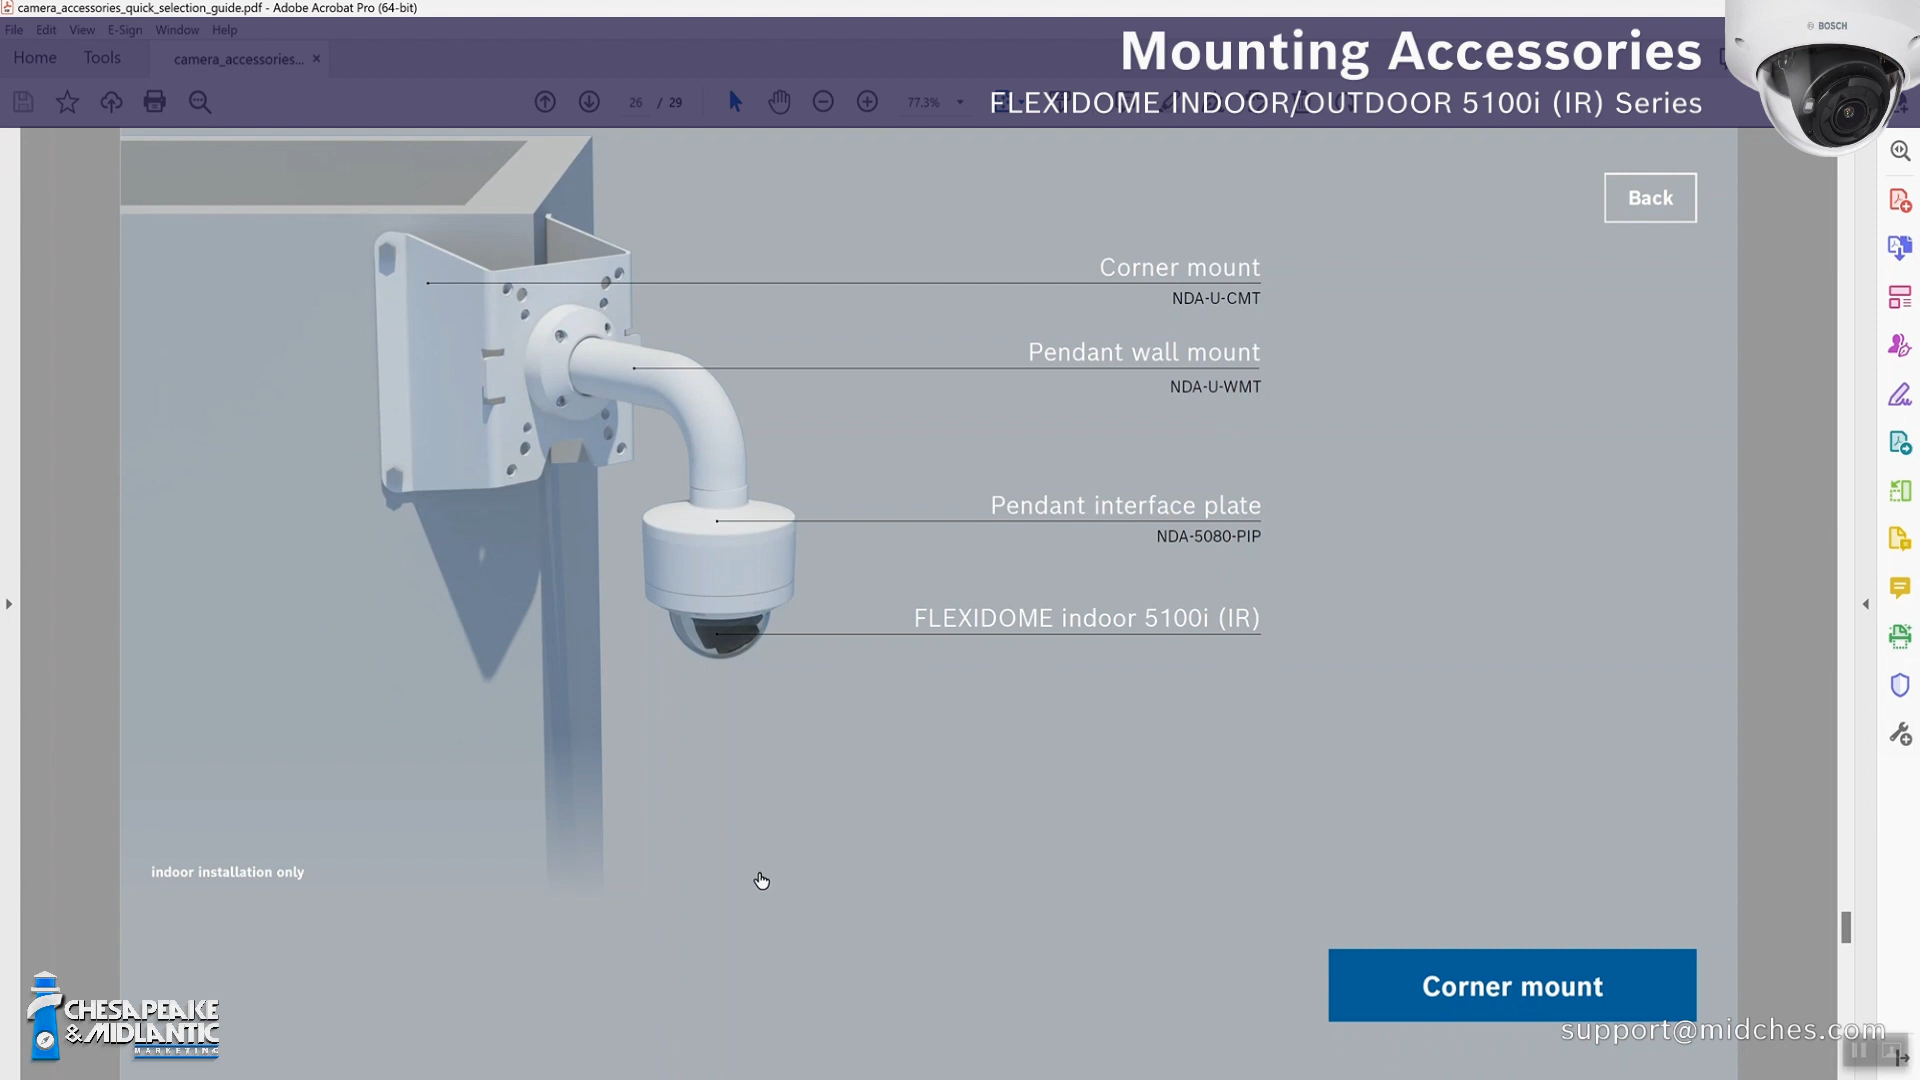 camera_accessories_quick_selection_guide.pdf - Adobe Acrobat Pro (64-bit)
File Edit View E-Sign Window Help
Home Tools camera_accessories... ×
26 / 29 77.3%
Mounting Accessories
FLEXIDOME INDOOR/OUTDOOR 5100i (IR) Series
BOSCH
Back
Corner mount
NDA-U-CMT
Pendant wall mount
NDA-U-WMT
Pendant interface plate
NDA-5080-PIP
FLEXIDOME indoor 5100i (IR)
indoor installation only
Corner mount
CHESAPEAKE
& MIDLANTIC
MARKETING
support@midches.com